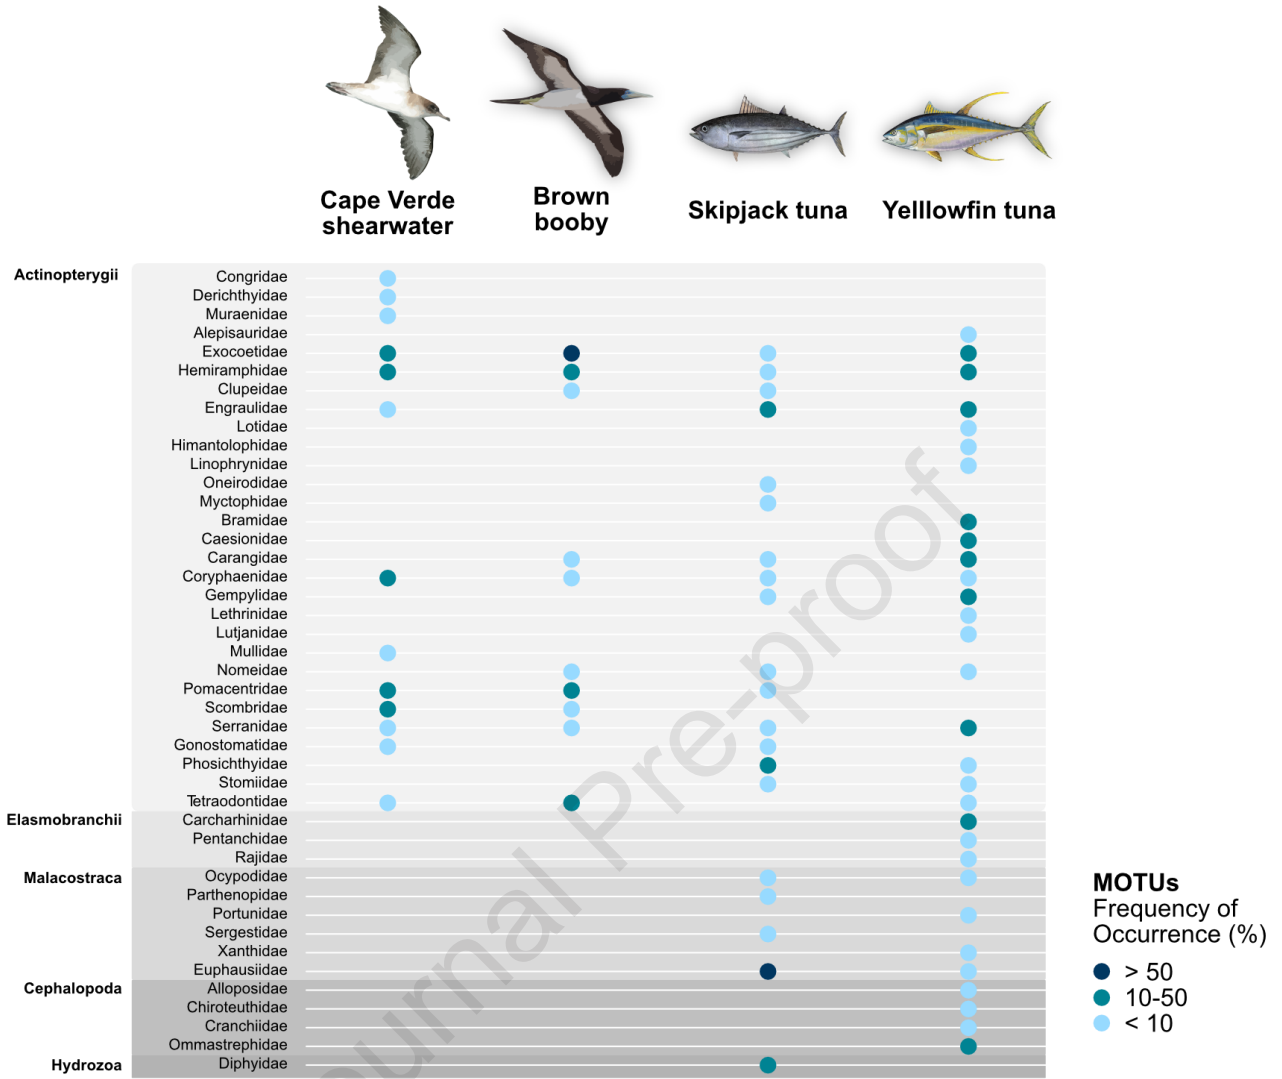 Cape Verde
shearwater
Brown
booby
Skipjack tuna
Yelllowfin tuna
Actinopterygii
Congridae
Derichthyidae
Muraenidae
Alepisauridae
Exocoetidae
Hemiramphidae
Clupeidae
Engraulidae
Lotidae
Himantolophidae
Linophrynidae
Oneirodidae
Myctophidae
Bramidae
Caesionidae
Carangidae
Coryphaenidae
Gempylidae
Lethrinidae
Lutjanidae
Mullidae
Nomeidae
Pomacentridae
Scombridae
Serranidae
Gonostomatidae
Phosichthyidae
Stomiidae
Tetraodontidae
Elasmobranchii
Carcharhinidae
Pentanchidae
Rajidae
Malacostraca
Ocypodidae
Parthenopidae
Portunidae
Sergestidae
Xanthidae
Euphausiidae
Cephalopoda
Alloposidae
Chiroteuthidae
Cranchiidae
Ommastrephidae
Hydrozoa
Diphyidae
MOTUs
Frequency of
Occurrence (%)
> 50
10-50
< 10
urnal Pre-proof